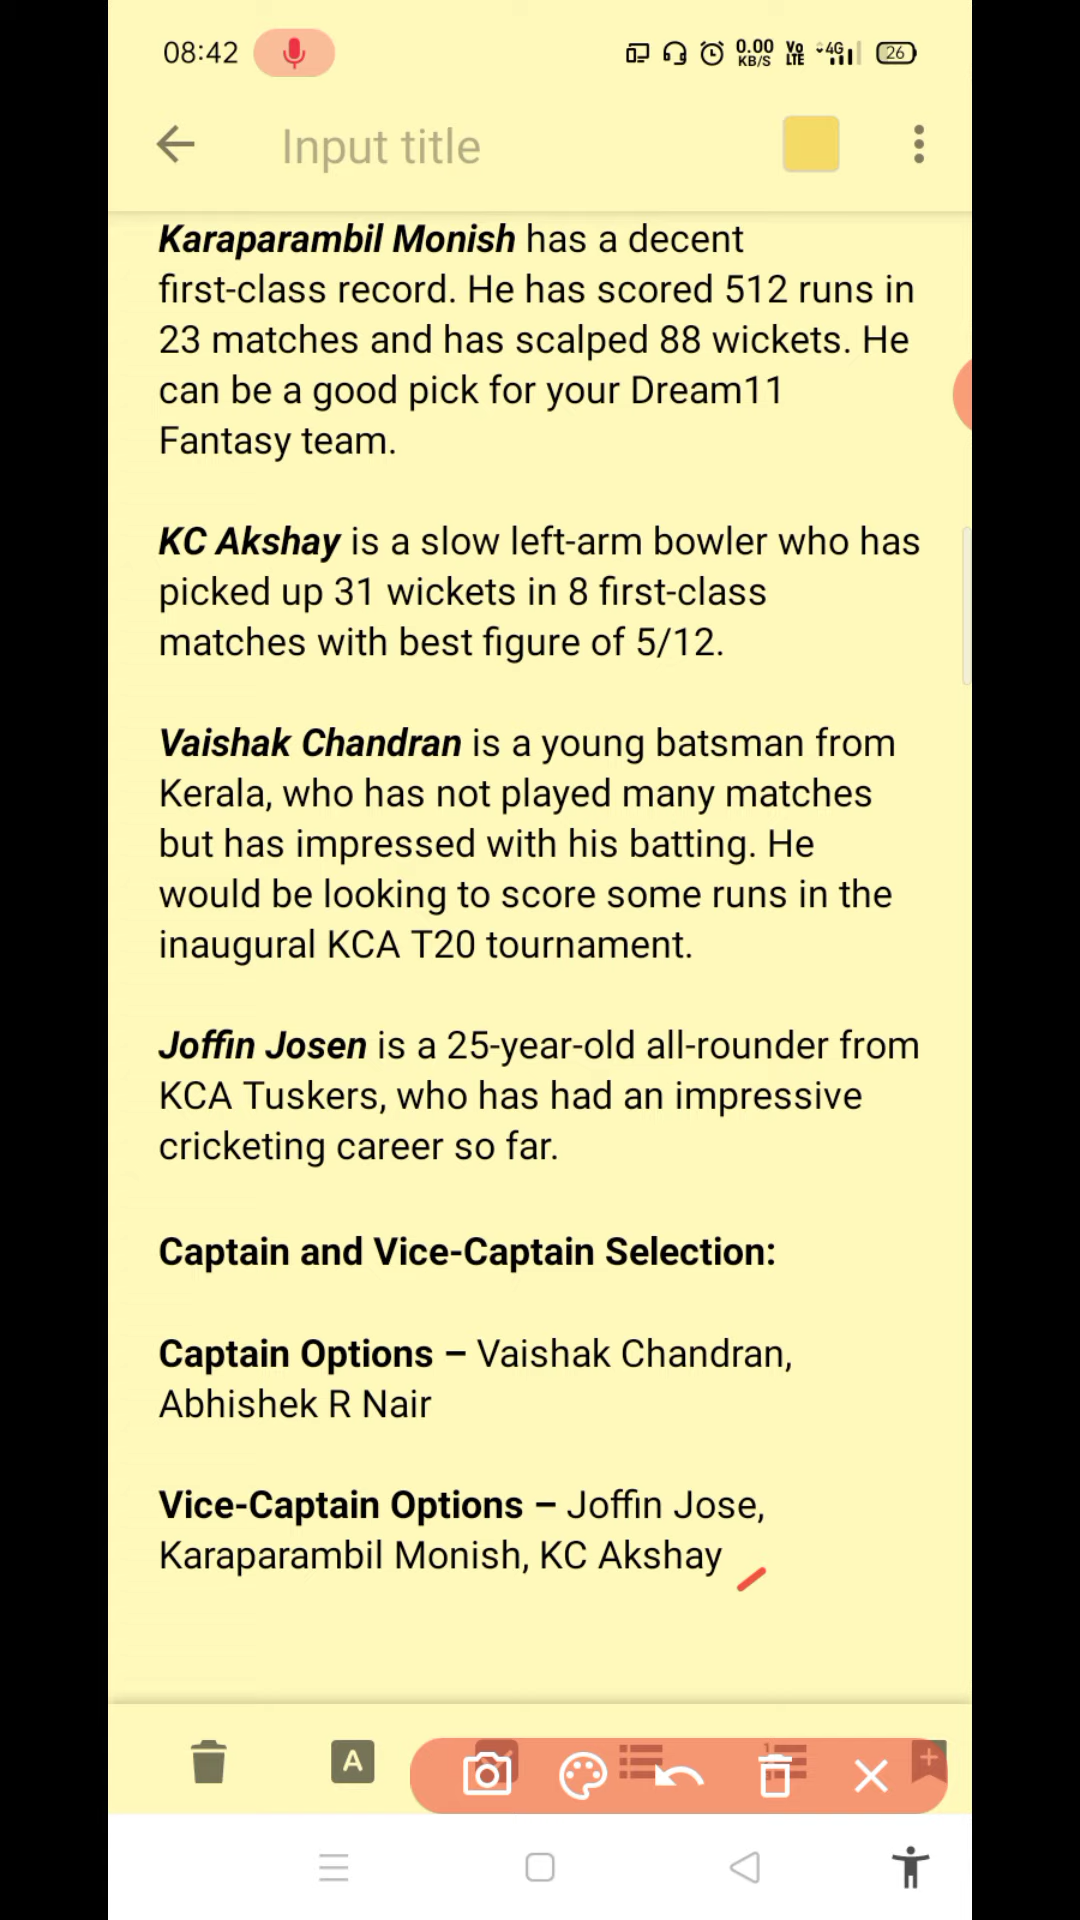 08:42
0.00
KB/S
Vo
LTE
4G
26
Input title
Karaparambil Monish has a decent
first-class record. He has scored 512 runs in
23 matches and has scalped 88 wickets. He
can be a good pick for your Dream11
Fantasy team.
KC Akshay is a slow left-arm bowler who has
picked up 31 wickets in 8 first-class
matches with best figure of 5/12.
Vaishak Chandran is a young batsman from
Kerala, who has not played many matches
but has impressed with his batting. He
would be looking to score some runs in the
inaugural KCA T20 tournament.
Joffin Josen is a 25-year-old all-rounder from
KCA Tuskers, who has had an impressive
cricketing career so far.
Captain and Vice-Captain Selection:
Captain Options – Vaishak Chandran,
Abhishek R Nair
Vice-Captain Options – Joffin Jose,
Karaparambil Monish, KC Akshay
A